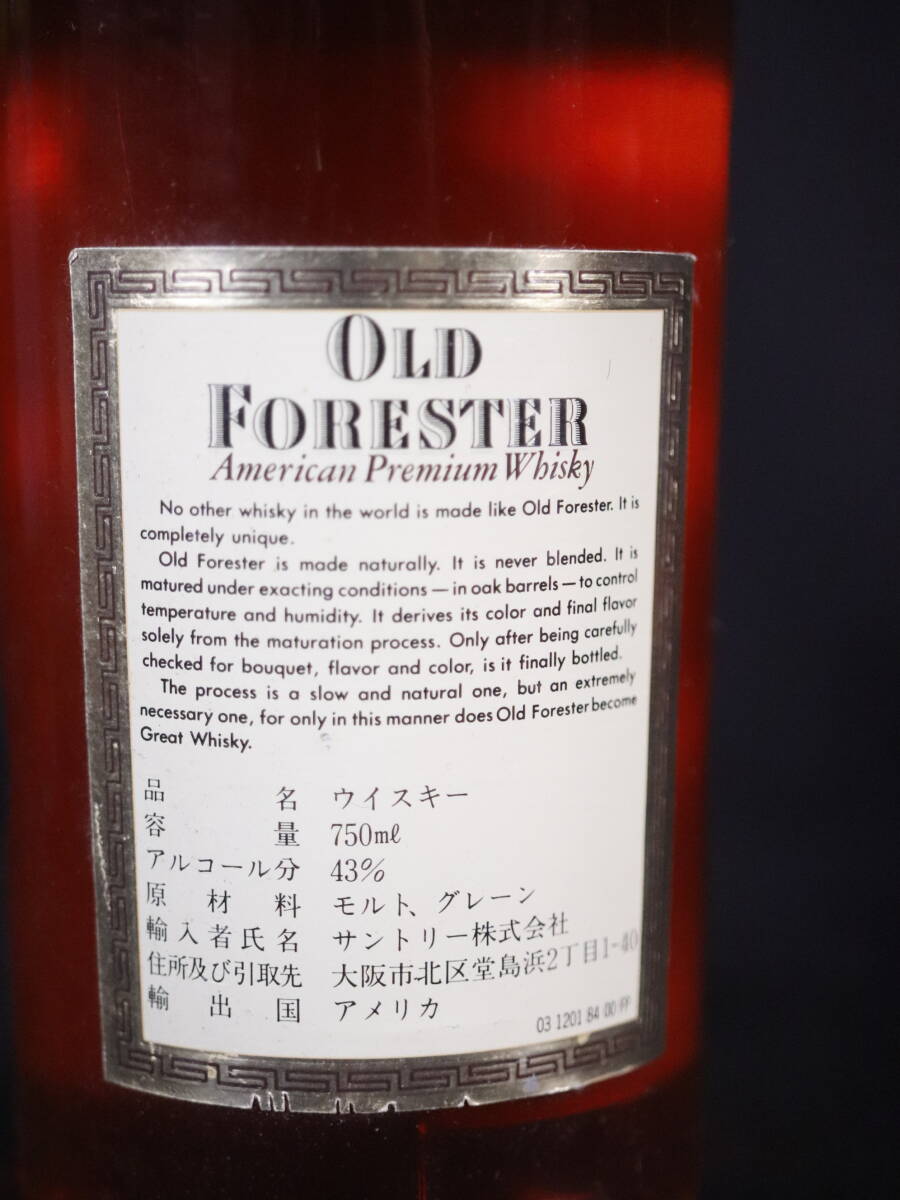 OLD
FORESTER
American Premium Whisky
No other whisky in the world is made like Old Forester. It is
completely unique.
Old Forester is made naturally. It is never blended. It is
matured under exacting conditions — in oak barrels — to control
temperature and humidity. It derives its color and final flavor
solely from the maturation process. Only after being carefully
checked for bouquet, flavor and color, is it finally bottled.
The process is a slow and natural one, but an extremely
necessary one, for only in this manner does Old Forester become
Great Whisky.
品名 ウイスキー
容量 750mℓ
アルコール分 43%
原材料 モルト、グレーン
輸入者氏名 サントリー株式会社
住所及び引取先 大阪市北区堂島浜2丁目1-40
輸出国 アメリカ
03 1201 84 00 FF